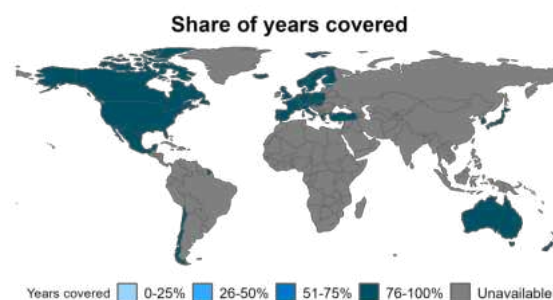 Share of years covered
Years covered 0-25% 26-50% 51-75% 76-100% Unavailable